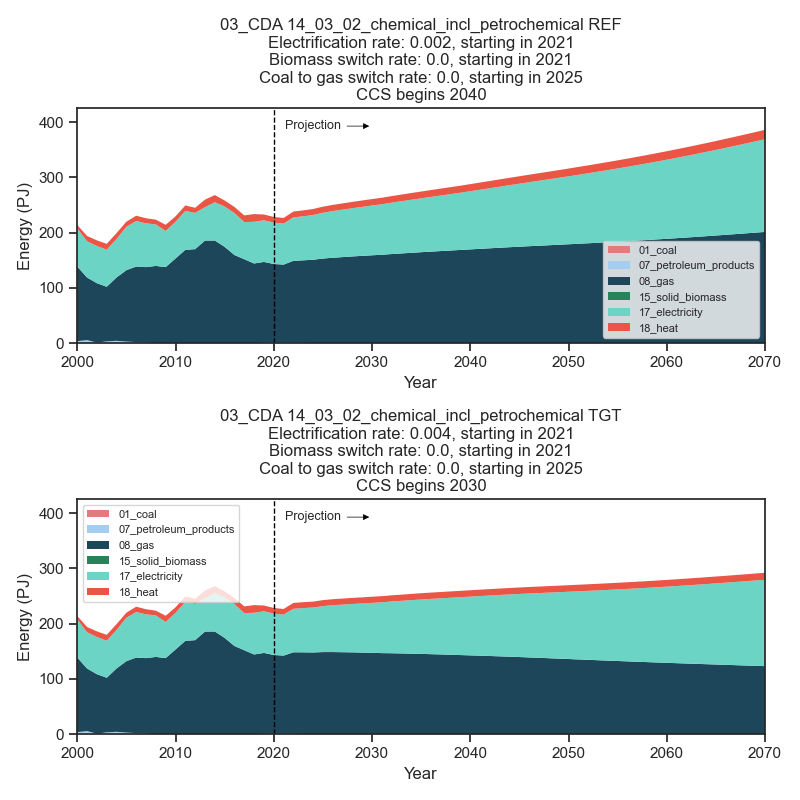 03_CDA 14_03_02_chemical_incl_petrochemical REF
Electrification rate: 0.002, starting in 2021
Biomass switch rate: 0.0, starting in 2021
Coal to gas switch rate: 0.0, starting in 2025
CCS begins 2040
400
300
200
100
0
Energy (PJ)
Projection
01_coal
07_petroleum_products
08_gas
15_solid_biomass
17_electricity
18_heat
2000 2010 2020 2030 2040 2050 2060 2070
Year
03_CDA 14_03_02_chemical_incl_petrochemical TGT
Electrification rate: 0.004, starting in 2021
Biomass switch rate: 0.0, starting in 2021
Coal to gas switch rate: 0.0, starting in 2025
CCS begins 2030
400
300
200
100
0
Energy (PJ)
01_coal
07_petroleum_products
08_gas
15_solid_biomass
17_electricity
18_heat
Projection
2000 2010 2020 2030 2040 2050 2060 2070
Year